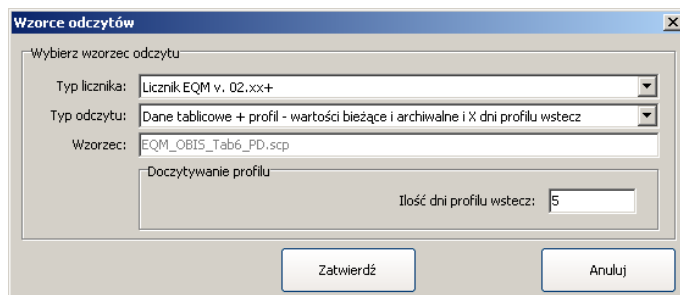 Wzorce odczytów
Wybierz wzorzec odczytu
Typ licznika: Licznik EQM v. 02.xx+
Typ odczytu: Dane tablicowe + profil - wartości bieżące i archiwalne i X dni profilu wstecz
Wzorzec: EQM_OBIS_Tab6_PD.scp
Doczytywanie profilu
Ilość dni profilu wstecz: 5
Zatwierdź Anuluj